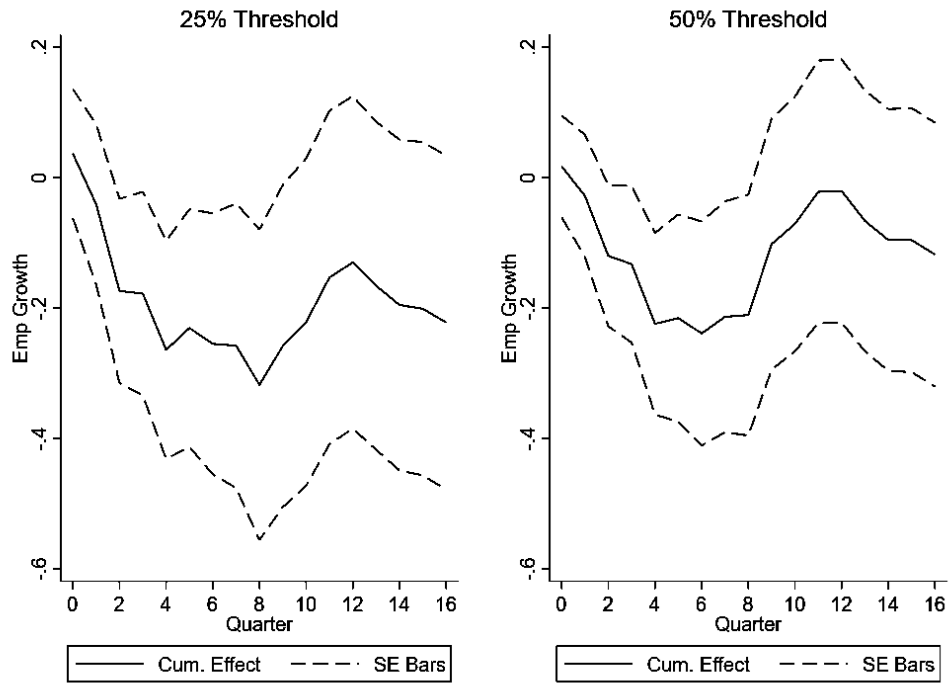 25% Threshold
Emp Growth
.2
0
-.2
-.4
-.6
0 2 4 6 8 10 12 14 16
Quarter
Cum. Effect SE Bars
50% Threshold
Emp Growth
.2
0
-.2
-.4
-.6
0 2 4 6 8 10 12 14 16
Quarter
Cum. Effect SE Bars